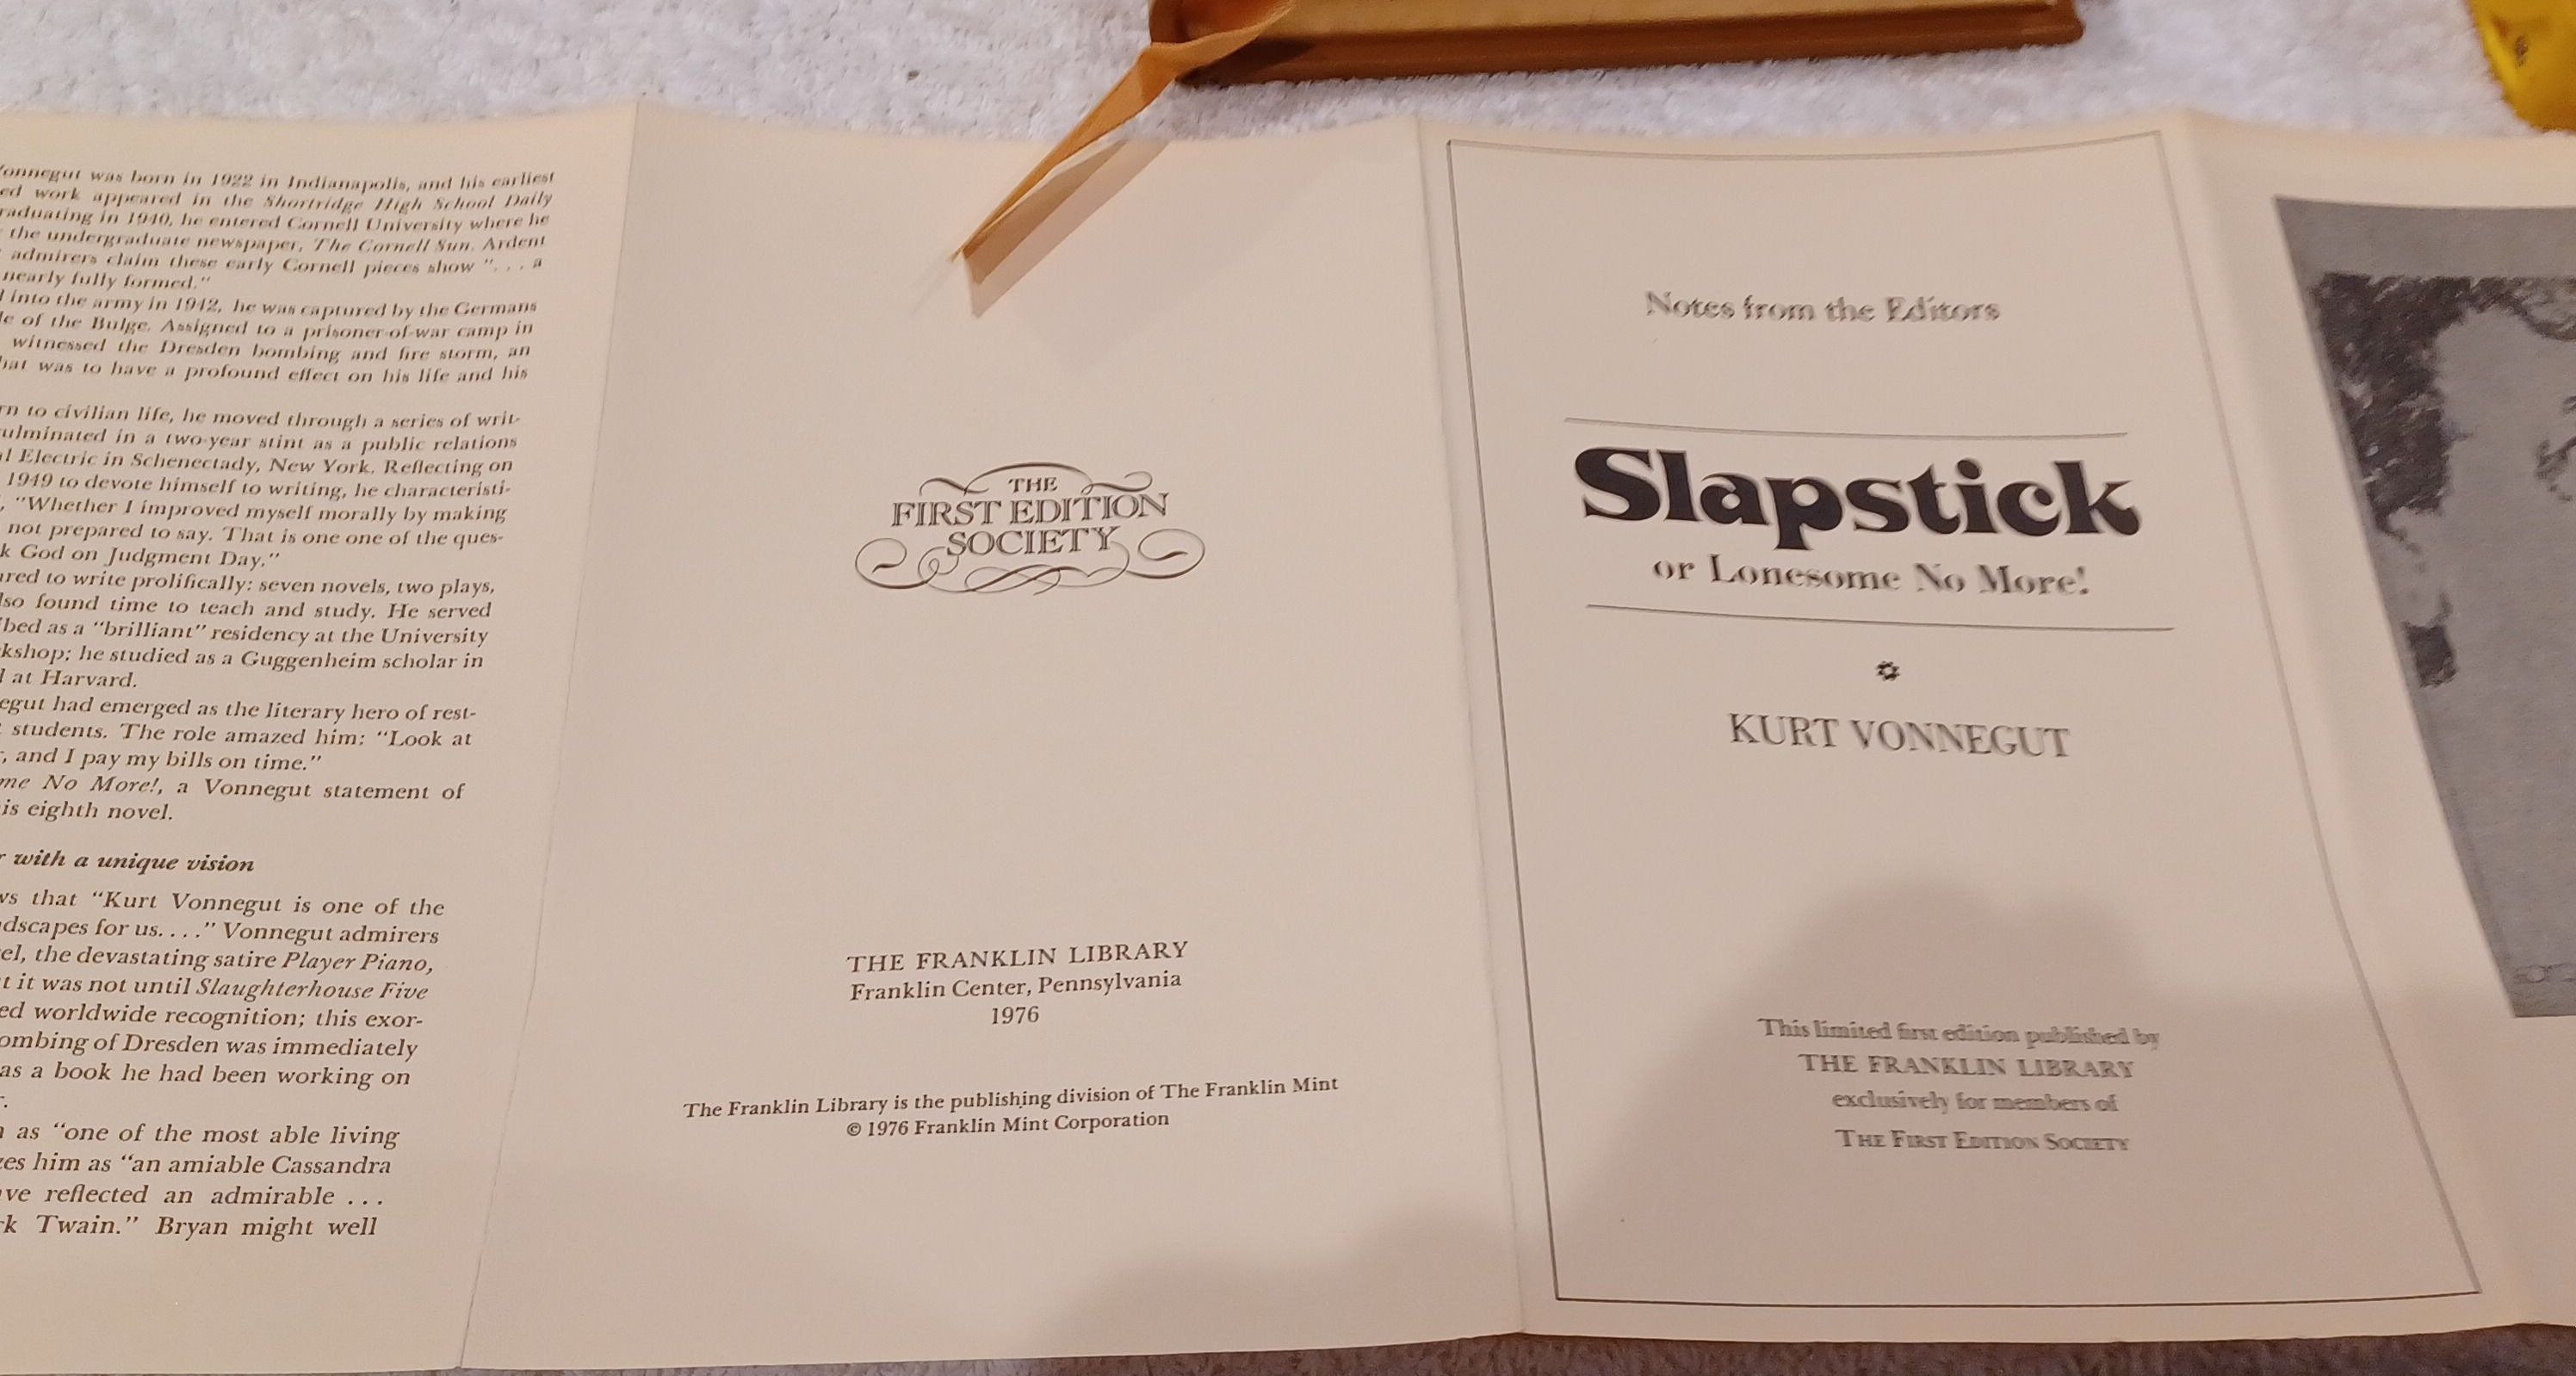 onnegut was born in 1922 in Indianapolis, and his earliest
ed work appeared in the Shortridge High School Daily
raduating in 1940, he entered Cornell University where he
the undergraduate newspaper, The Cornell Sun. Ardent
admirers claim these early Cornell pieces show ". . . a
nearly fully formed."
into the army in 1942, he was captured by the Germans
le of the Bulge. Assigned to a prisoner-of-war camp in
witnessed the Dresden bombing and fire storm, an
hat was to have a profound effect on his life and his
rn to civilian life, he moved through a series of writ-
ulminated in a two-year stint as a public relations
al Electric in Schenectady, New York. Reflecting on
1949 to devote himself to writing, he characteristi-
, "Whether I improved myself morally by making
not prepared to say. That is one one of the ques-
k God on Judgment Day."
ured to write prolifically: seven novels, two plays,
lso found time to teach and study. He served
ibed as a "brilliant" residency at the University
kshop; he studied as a Guggenheim scholar in
d at Harvard.
egut had emerged as the literary hero of rest-
students. The role amazed him: "Look at
, and I pay my bills on time."
me No More!, a Vonnegut statement of
is eighth novel.
r with a unique vision
ws that "Kurt Vonnegut is one of the
ndscapes for us. . . ." Vonnegut admirers
el, the devastating satire Player Piano,
t it was not until Slaughterhouse Five
ed worldwide recognition; this exor-
ombing of Dresden was immediately
as a book he had been working on
r.
as "one of the most able living
zes him as "an amiable Cassandra
ve reflected an admirable . . .
rk Twain." Bryan might well
THE
FIRST EDITION
SOCIETY
THE FRANKLIN LIBRARY
Franklin Center, Pennsylvania
1976
The Franklin Library is the publishing division of The Franklin Mint
© 1976 Franklin Mint Corporation
Notes from the Editors
Slapstick
or Lonesome No More!
KURT VONNEGUT
This limited first edition published by
THE FRANKLIN LIBRARY
exclusively for members of
THE FIRST EDITION SOCIETY